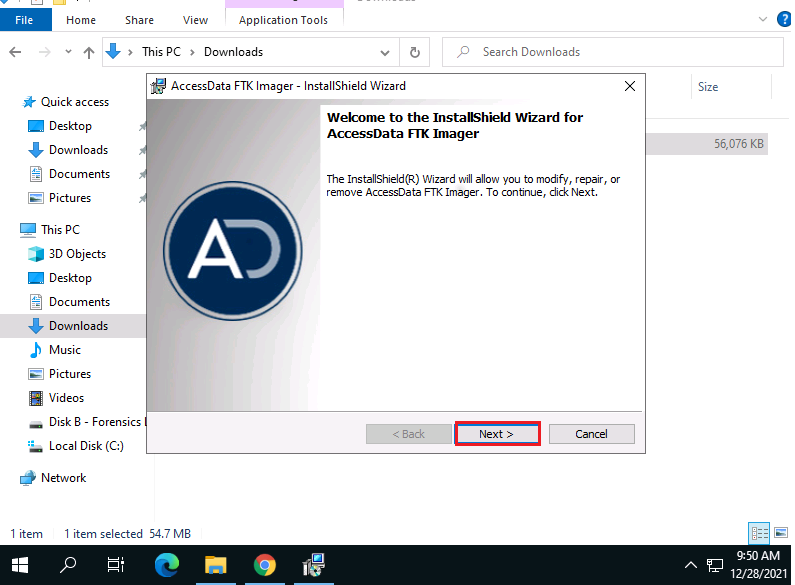 File
Home
Share
View
Application Tools
?
This PC
Downloads
Search Downloads
AccessData FTK Imager - InstallShield Wizard
Size
Welcome to the InstallShield Wizard for
AccessData FTK Imager
The InstallShield(R) Wizard will allow you to modify, repair, or
remove AccessData FTK Imager. To continue, click Next.
AD
< Back
Next >
Cancel
56,076 KB
Quick access
Desktop
Downloads
Documents
Pictures
This PC
3D Objects
Desktop
Documents
Downloads
Music
Pictures
Videos
Disk B - Forensics
Local Disk (C:)
Network
1 item 1 item selected 54.7 MB
9:50 AM
12/28/2021